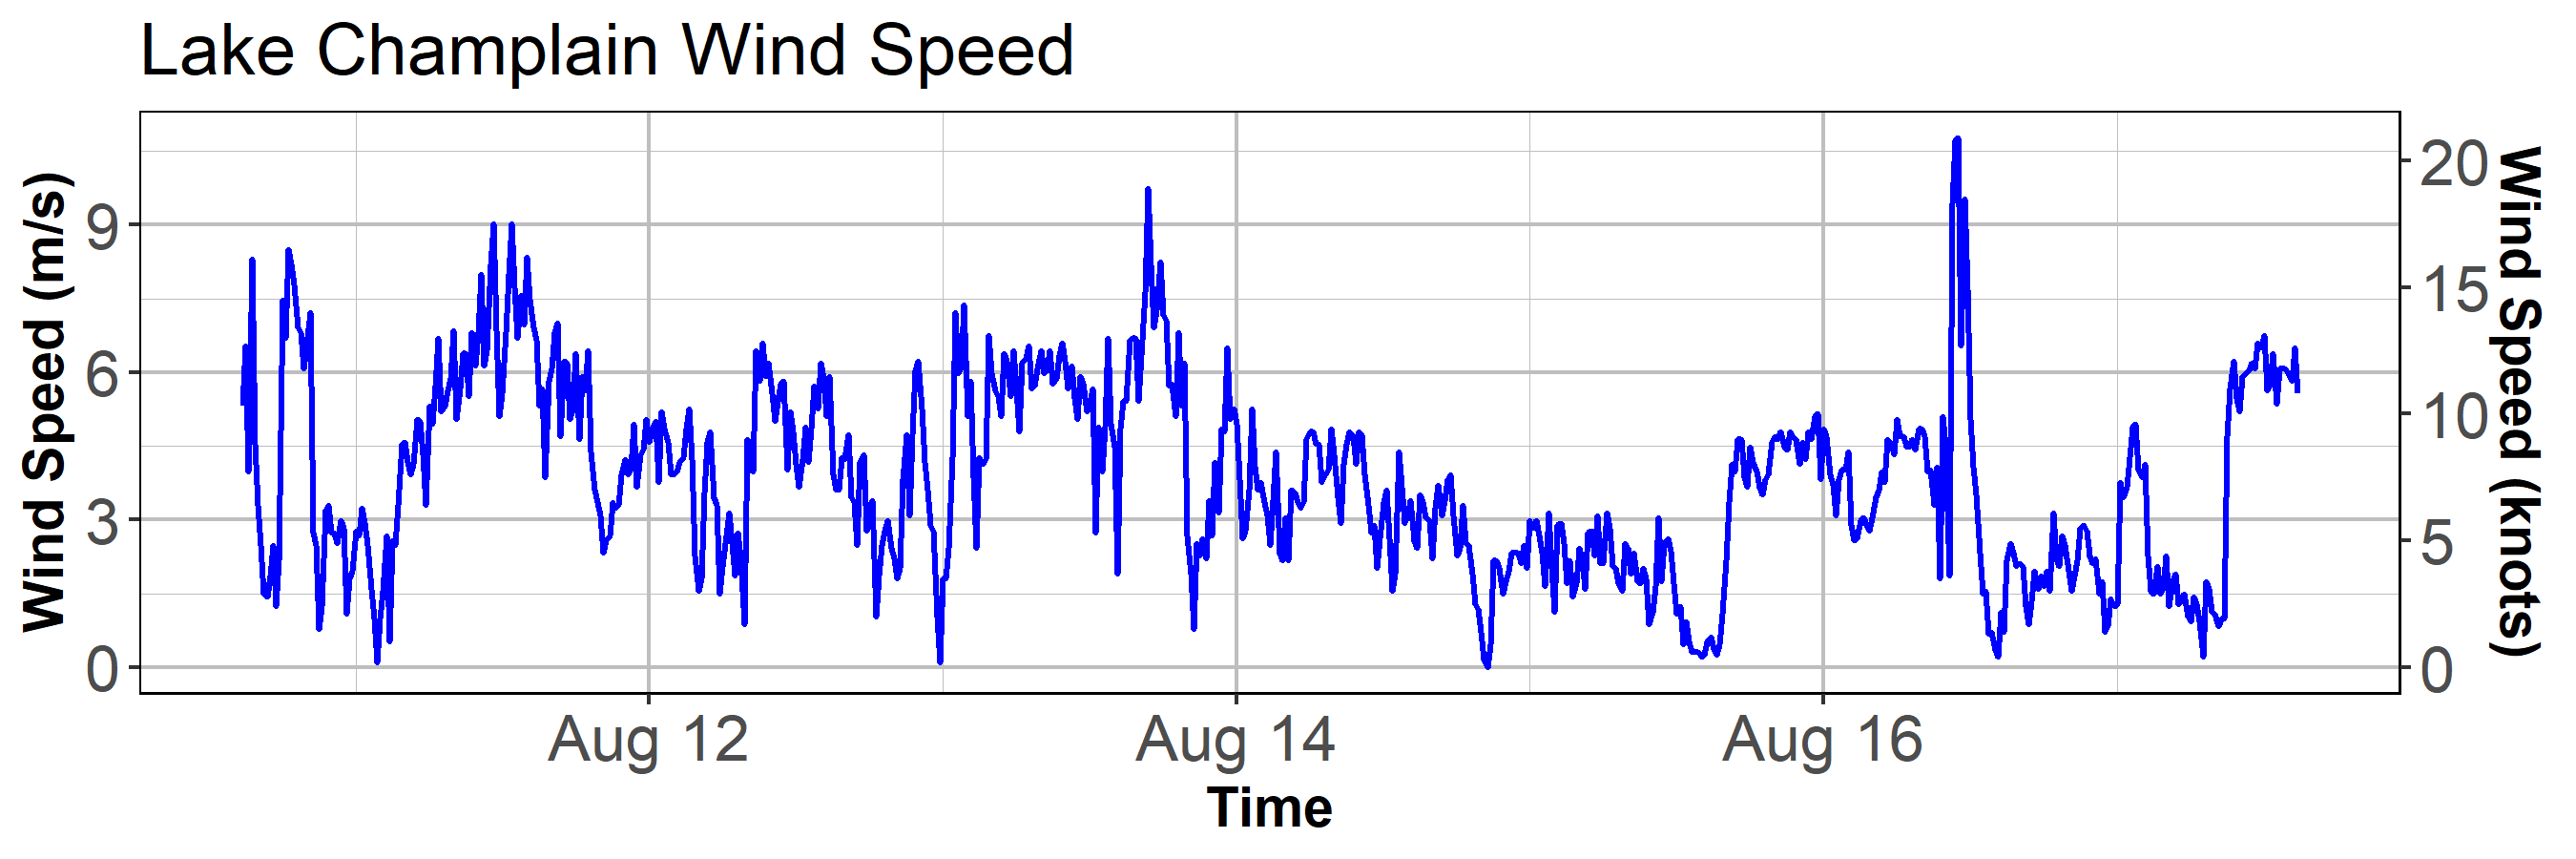 Lake Champlain Wind Speed
Wind Speed (m/s)
9
6
3
0
20
15
10
5
0
Wind Speed (knots)
Aug 12
Aug 14
Aug 16
Time